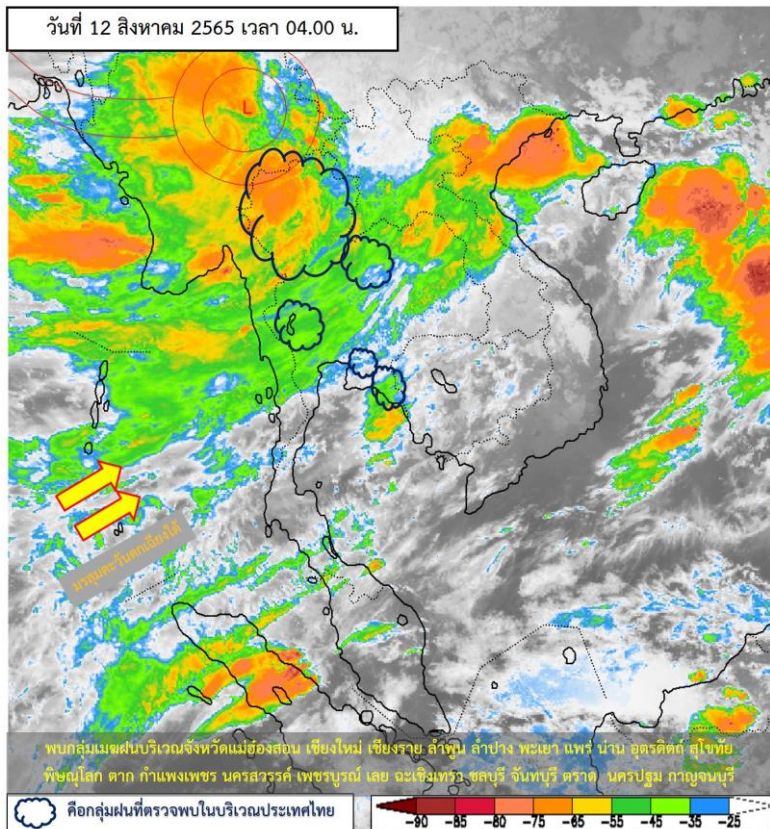 วันที่ 12 สิงหาคม 2565 เวลา 04.00 น.
L
มรสุมตะวันตกเฉียงใต้
พบกลุ่มเมฆฝนบริเวณจังหวัดแม่ฮ่องสอน เชียงใหม่ เชียงราย ลำพูน ลำปาง พะเยา แพร่ น่าน อุตรดิตถ์ สุโขทัย
พิษณุโลก ตาก กำแพงเพชร นครสวรรค์ เพชรบูรณ์ เลย ฉะเชิงเทรา ชลบุรี จันทบุรี ตราด นครปฐม กาญจนบุรี
คือกลุ่มฝนที่ตรวจพบในบริเวณประเทศไทย
-90 -85 -80 -75 -65 -55 -45 -35 -25